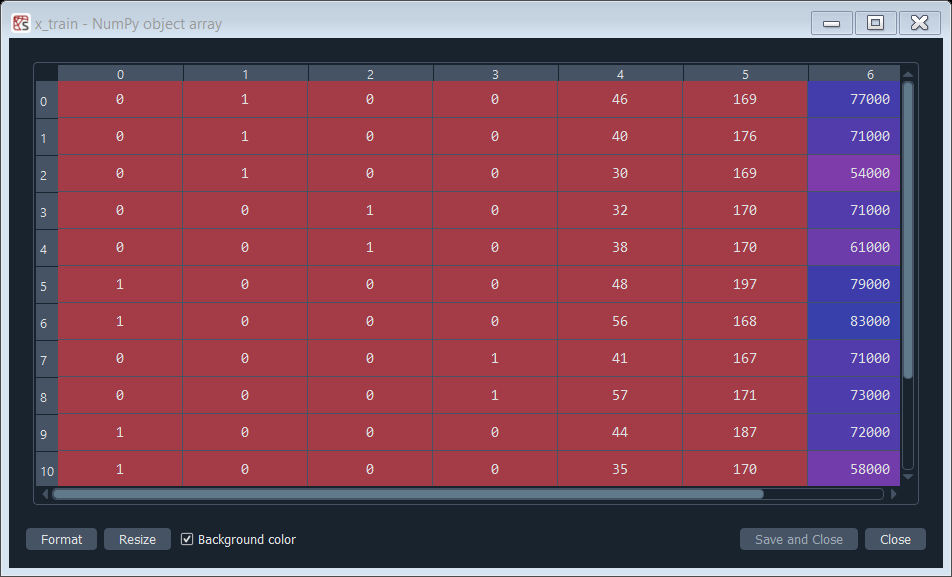 x_train - NumPy object array
0 1 2 3 4 5 6
0 0 1 0 0 46 169 77000
1 0 1 0 0 40 176 71000
2 0 1 0 0 30 169 54000
3 0 0 1 0 32 170 71000
4 0 0 1 0 38 170 61000
5 1 0 0 0 48 197 79000
6 1 0 0 0 56 168 83000
7 0 0 0 1 41 167 71000
8 0 0 0 1 57 171 73000
9 1 0 0 0 44 187 72000
10 1 0 0 0 35 170 58000
Format Resize Background color Save and Close Close